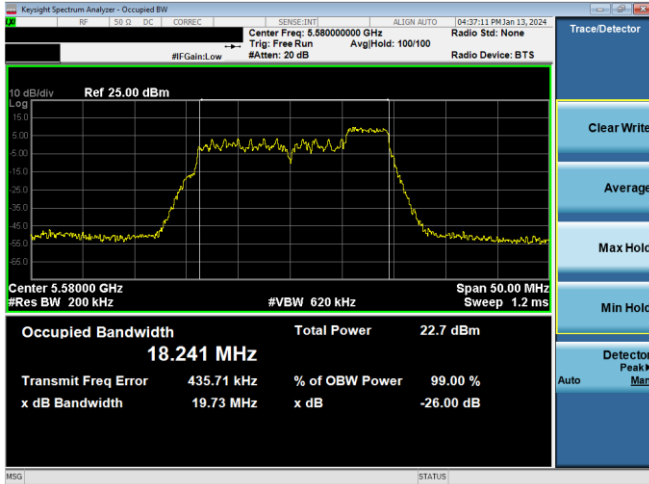 Keysight Spectrum Analyzer - Occupied BW
RF 50 Ω DC CORREC SENSE:INT ALIGN AUTO 04:37:11 PM Jan 13, 2024
Center Freq: 5.580000000 GHz Radio Std: None
Trig: Free Run Avg|Hold: 100/100
#IFGain:Low #Atten: 20 dB Radio Device: BTS
Trace/Detector
10 dB/div Ref 25.00 dBm
Log
15.0
5.00
-5.00
-15.0
-25.0
-35.0
-45.0
-55.0
-65.0
Center 5.58000 GHz Span 50.00 MHz
#Res BW 200 kHz #VBW 620 kHz Sweep 1.2 ms
Occupied Bandwidth Total Power 22.7 dBm
18.241 MHz
Transmit Freq Error 435.71 kHz % of OBW Power 99.00 %
x dB Bandwidth 19.73 MHz x dB -26.00 dB
Clear Write
Average
Max Hold
Min Hold
Detector
Peak
Auto Man
MSG STATUS